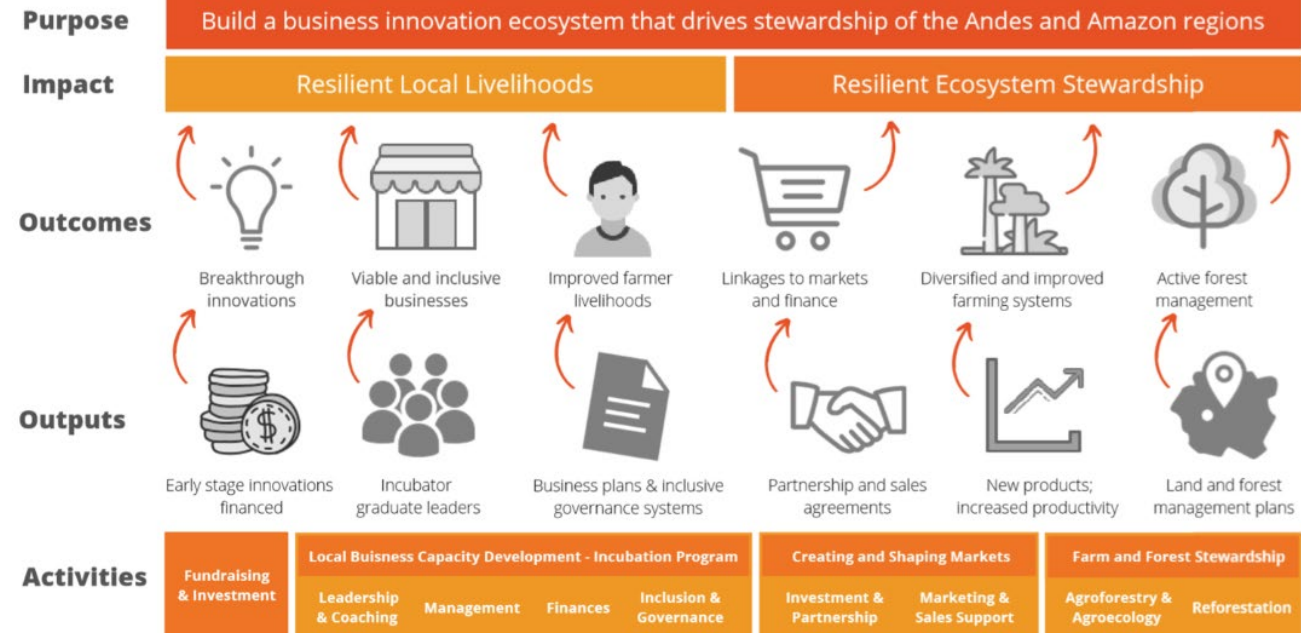 Purpose
Build a business innovation ecosystem that drives stewardship of the Andes and Amazon regions
Impact
Resilient Local Livelihoods
Resilient Ecosystem Stewardship
Outcomes
Breakthrough
innovations
Viable and inclusive
businesses
Improved farmer
livelihoods
Linkages to markets
and finance
Diversified and improved
farming systems
Active forest
management
Outputs
$
Early stage innovations
financed
Incubator
graduate leaders
Business plans & inclusive
governance systems
Partnership and sales
agreements
New products;
increased productivity
Land and forest
management plans
Activities
Fundraising
& Investment
Local Buisness Capacity Development - Incubation Program
Leadership
& Coaching
Management
Finances
Inclusion &
Governance
Creating and Shaping Markets
Investment &
Partnership
Marketing &
Sales Support
Farm and Forest Stewardship
Agroforestry &
Agroecology
Reforestation